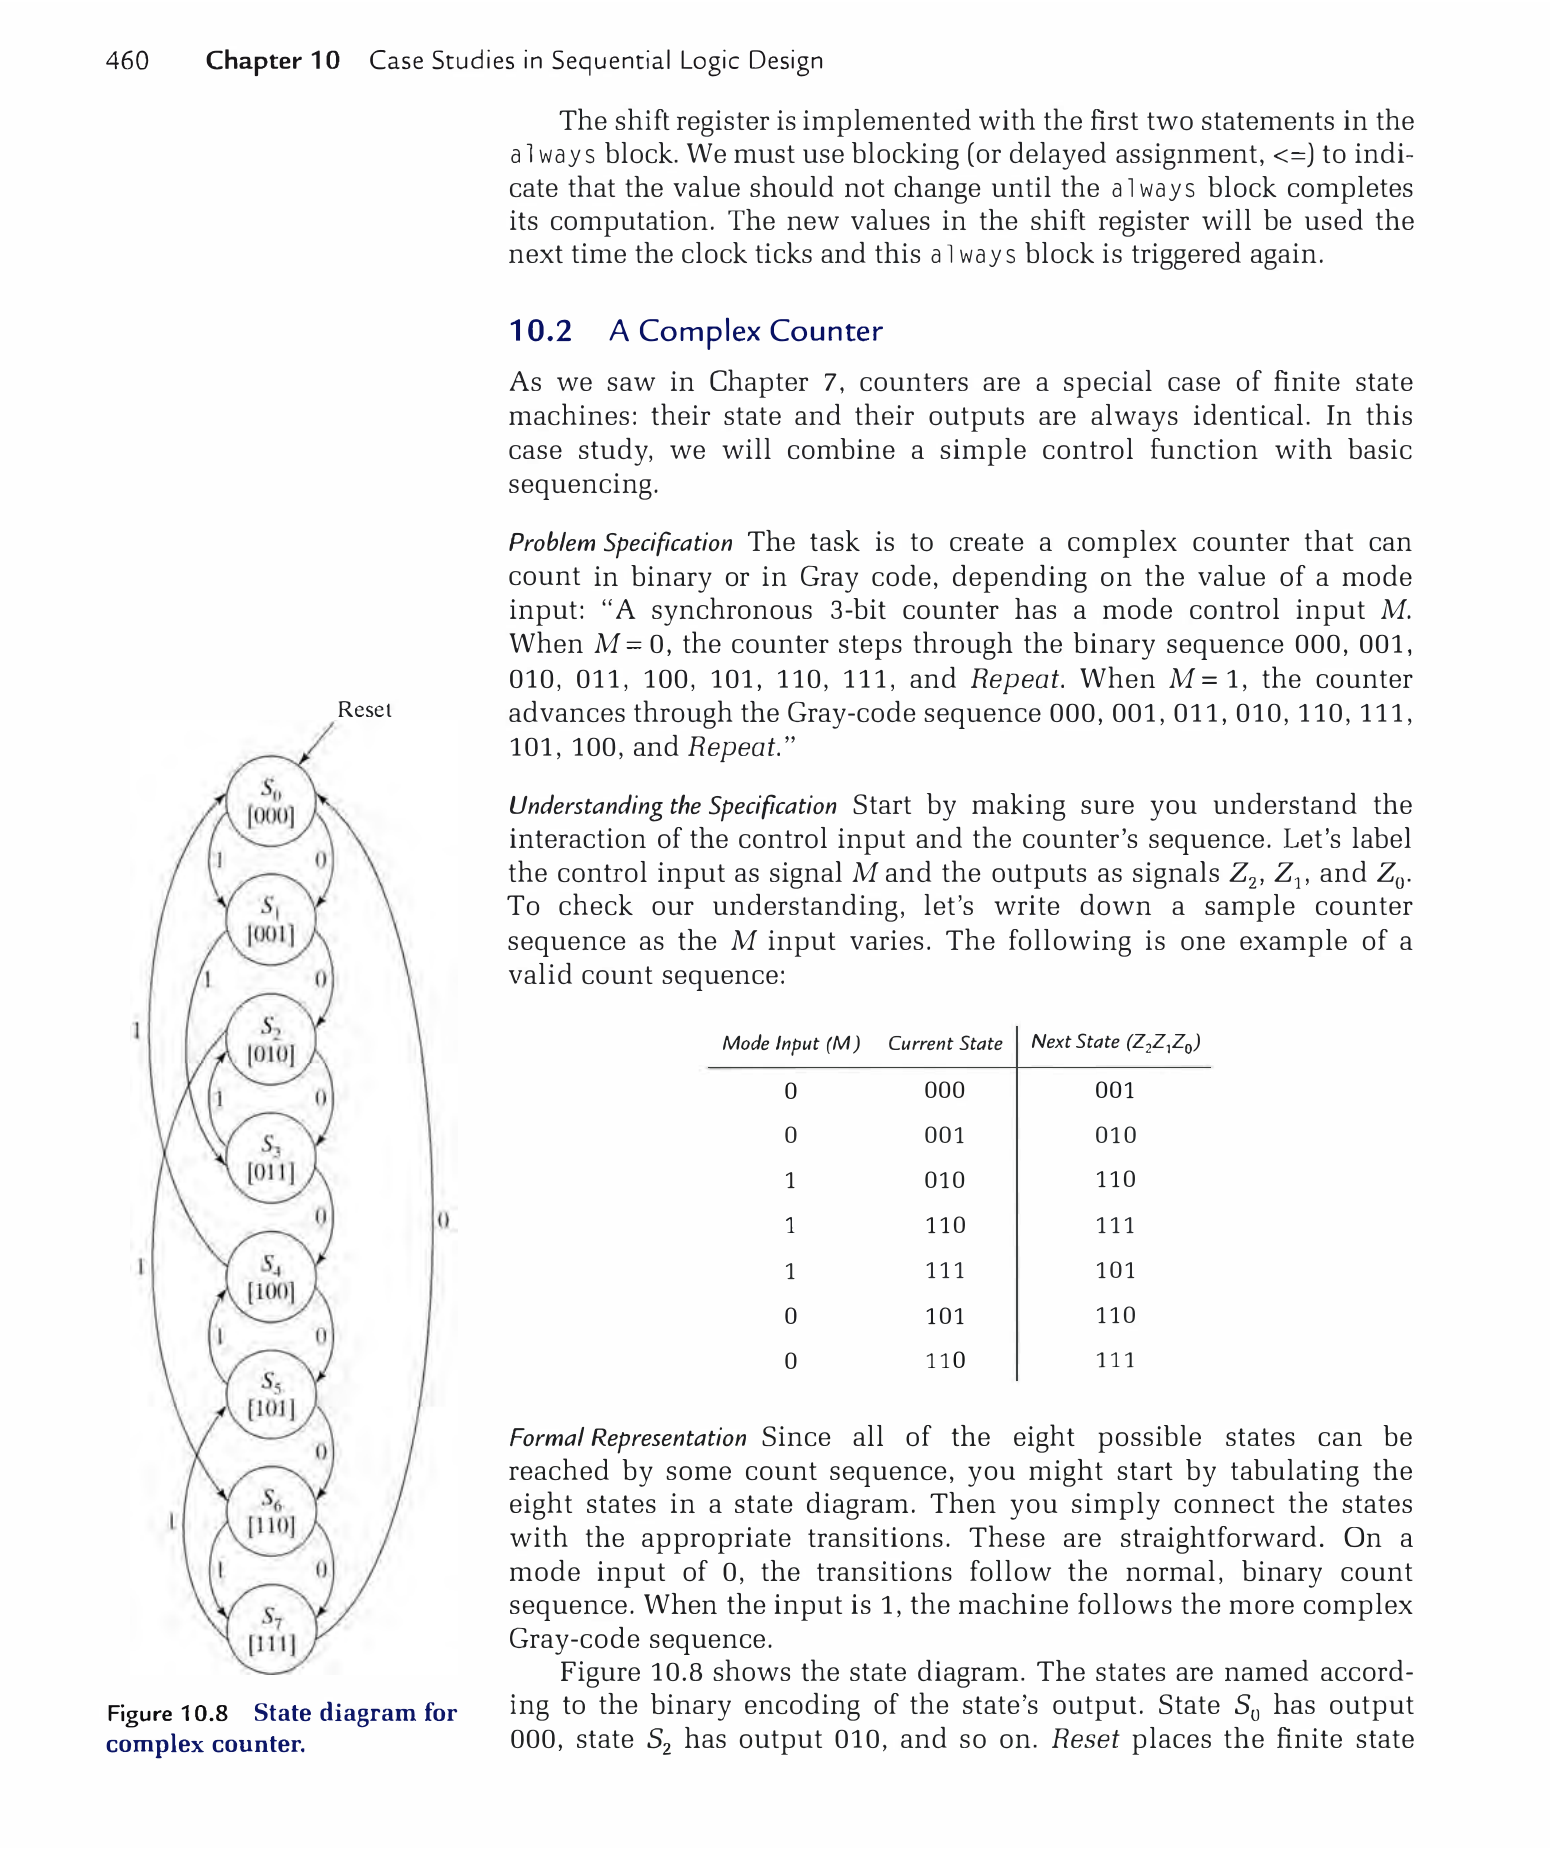 460 Chapter 10 Case Studies in Sequential Logic Design
The shift register is implemented with the first two statements in the
always block. We must use blocking (or delayed assignment, <=) to indi-
cate that the value should not change until the always block completes
its computation. The new values in the shift register will be used the
next time the clock ticks and this always block is triggered again.
10.2 A Complex Counter
As we saw in Chapter 7, counters are a special case of finite state
machines: their state and their outputs are always identical. In this
case study, we will combine a simple control function with basic
sequencing.
Problem Specification The task is to create a complex counter that can
count in binary or in Gray code, depending on the value of a mode
input: “A synchronous 3-bit counter has a mode control input M.
When M = 0, the counter steps through the binary sequence 000, 001,
010, 011, 100, 101, 110, 111, and Repeat. When M = 1, the counter
advances through the Gray-code sequence 000, 001, 011, 010, 110, 111,
101, 100, and Repeat.”
Understanding the Specification Start by making sure you understand the
interaction of the control input and the counter’s sequence. Let’s label
the control input as signal M and the outputs as signals Z₂, Z₁, and Z₀.
To check our understanding, let’s write down a sample counter
sequence as the M input varies. The following is one example of a
valid count sequence:
Mode Input (M) Current State Next State (Z₂Z₁Z₀)
0 000 001
0 001 010
1 010 110
1 110 111
1 111 101
0 101 110
0 110 111
Formal Representation Since all of the eight possible states can be
reached by some count sequence, you might start by tabulating the
eight states in a state diagram. Then you simply connect the states
with the appropriate transitions. These are straightforward. On a
mode input of 0, the transitions follow the normal, binary count
sequence. When the input is 1, the machine follows the more complex
Gray-code sequence.
Figure 10.8 shows the state diagram. The states are named accord-
ing to the binary encoding of the state’s output. State S₀ has output
000, state S₂ has output 010, and so on. Reset places the finite state
Reset
S₀
[000]
1 0
S₁
[001]
1 0
1
S₂
[010]
1 0
S₃
[011]
0
0
1
S₄
[100]
1 0
S₅
[101]
0
S₆
[110]
1
1 0
S₇
[111]
Figure 10.8 State diagram for
complex counter.